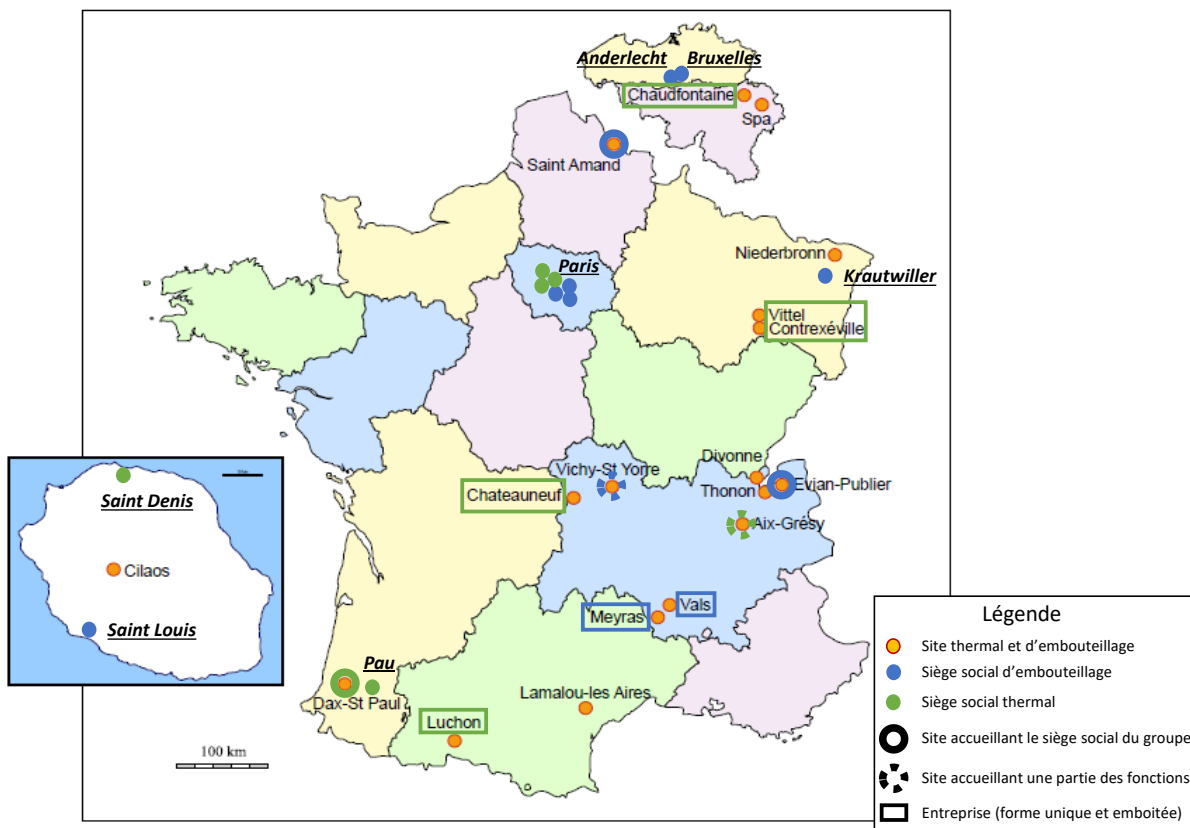 Anderlecht
Bruxelles
Chaudfontaine
Spa
Saint Amand
Niederbronn
Paris
Krautwiller
Vittel
Contrexéville
Divonne
Vichy-St Yorre
Evian-Publier
Chateauneuf
Thonon
Aix-Grésy
Saint Denis
Cilaos
Saint Louis
Vals
Meyras
Pau
Dax-St Paul
Lamalou-les Aires
Luchon
100 km
Légende
Site thermal et d'embouteillage
Siège social d'embouteillage
Siège social thermal
Site accueillant le siège social du groupe
Site accueillant une partie des fonctions
Entreprise (forme unique et emboitée)